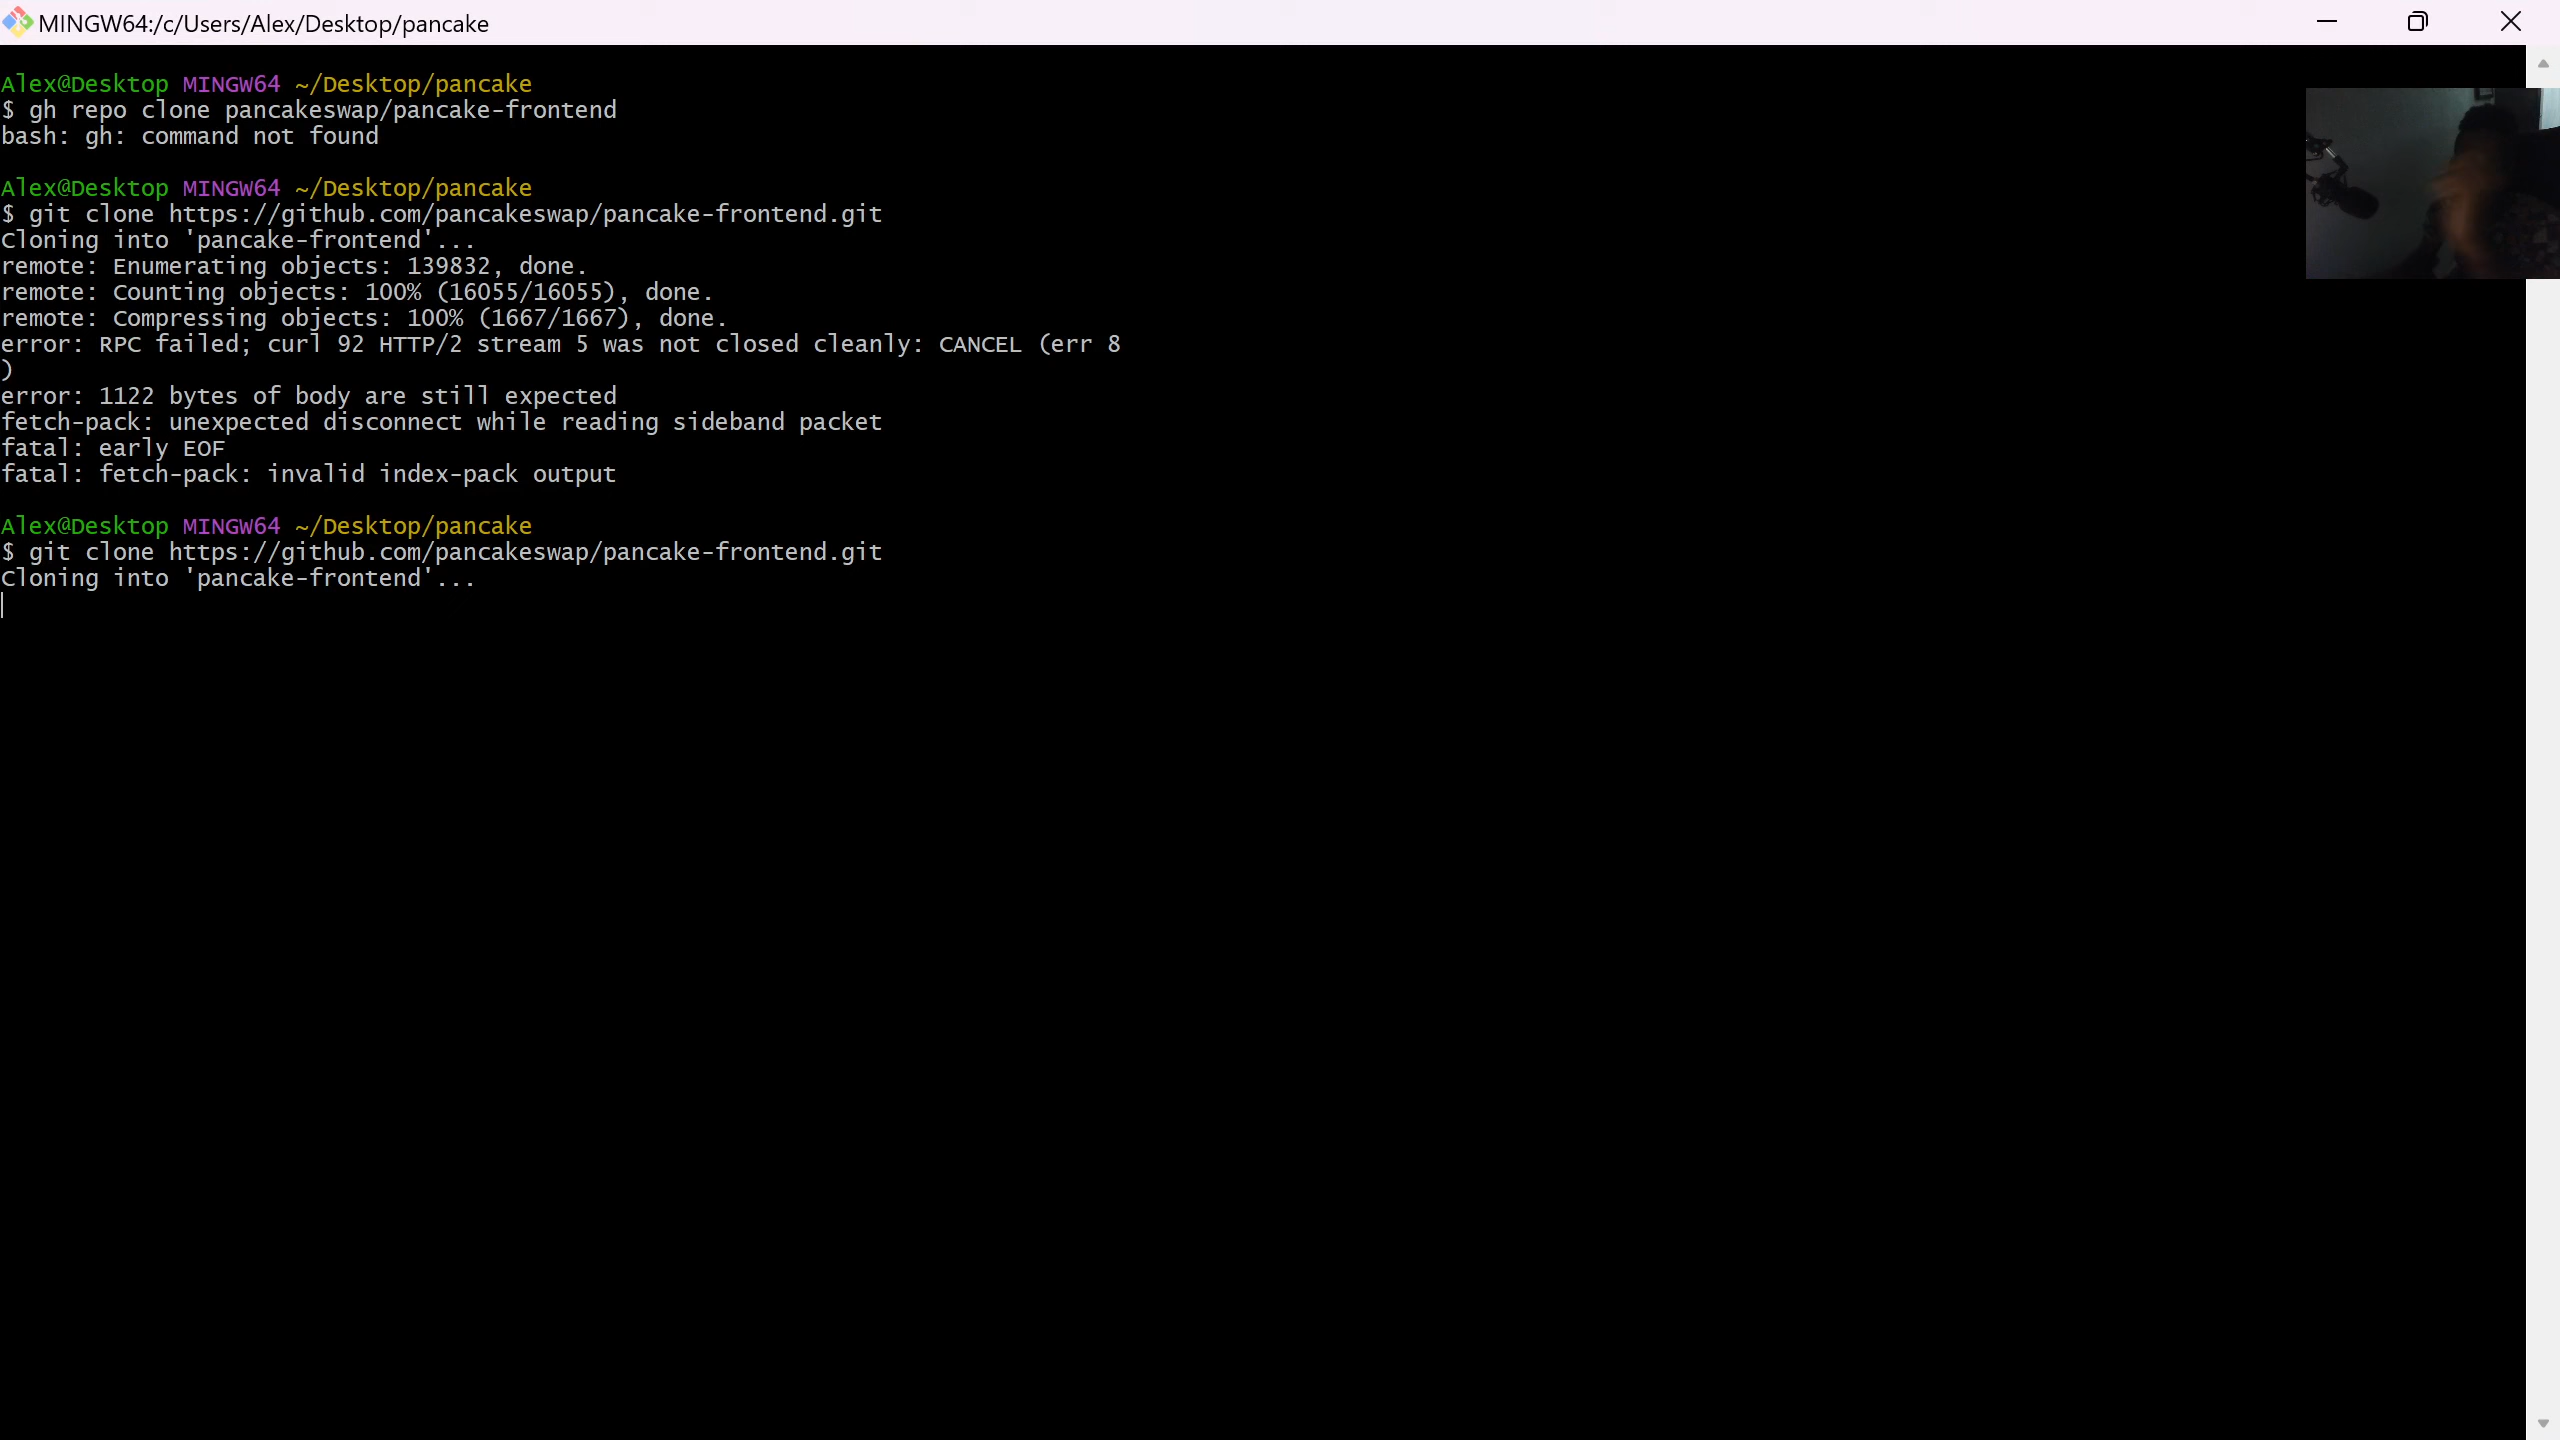 MINGW64:/c/Users/Alex/Desktop/pancake
Alex@Desktop MINGW64 ~/Desktop/pancake
$ gh repo clone pancakeswap/pancake-frontend
bash: gh: command not found
Alex@Desktop MINGW64 ~/Desktop/pancake
$ git clone https://github.com/pancakeswap/pancake-frontend.git
Cloning into 'pancake-frontend'...
remote: Enumerating objects: 139832, done.
remote: Counting objects: 100% (16055/16055), done.
remote: Compressing objects: 100% (1667/1667), done.
error: RPC failed; curl 92 HTTP/2 stream 5 was not closed cleanly: CANCEL (err 8
)
error: 1122 bytes of body are still expected
fetch-pack: unexpected disconnect while reading sideband packet
fatal: early EOF
fatal: fetch-pack: invalid index-pack output
Alex@Desktop MINGW64 ~/Desktop/pancake
$ git clone https://github.com/pancakeswap/pancake-frontend.git
Cloning into 'pancake-frontend'...